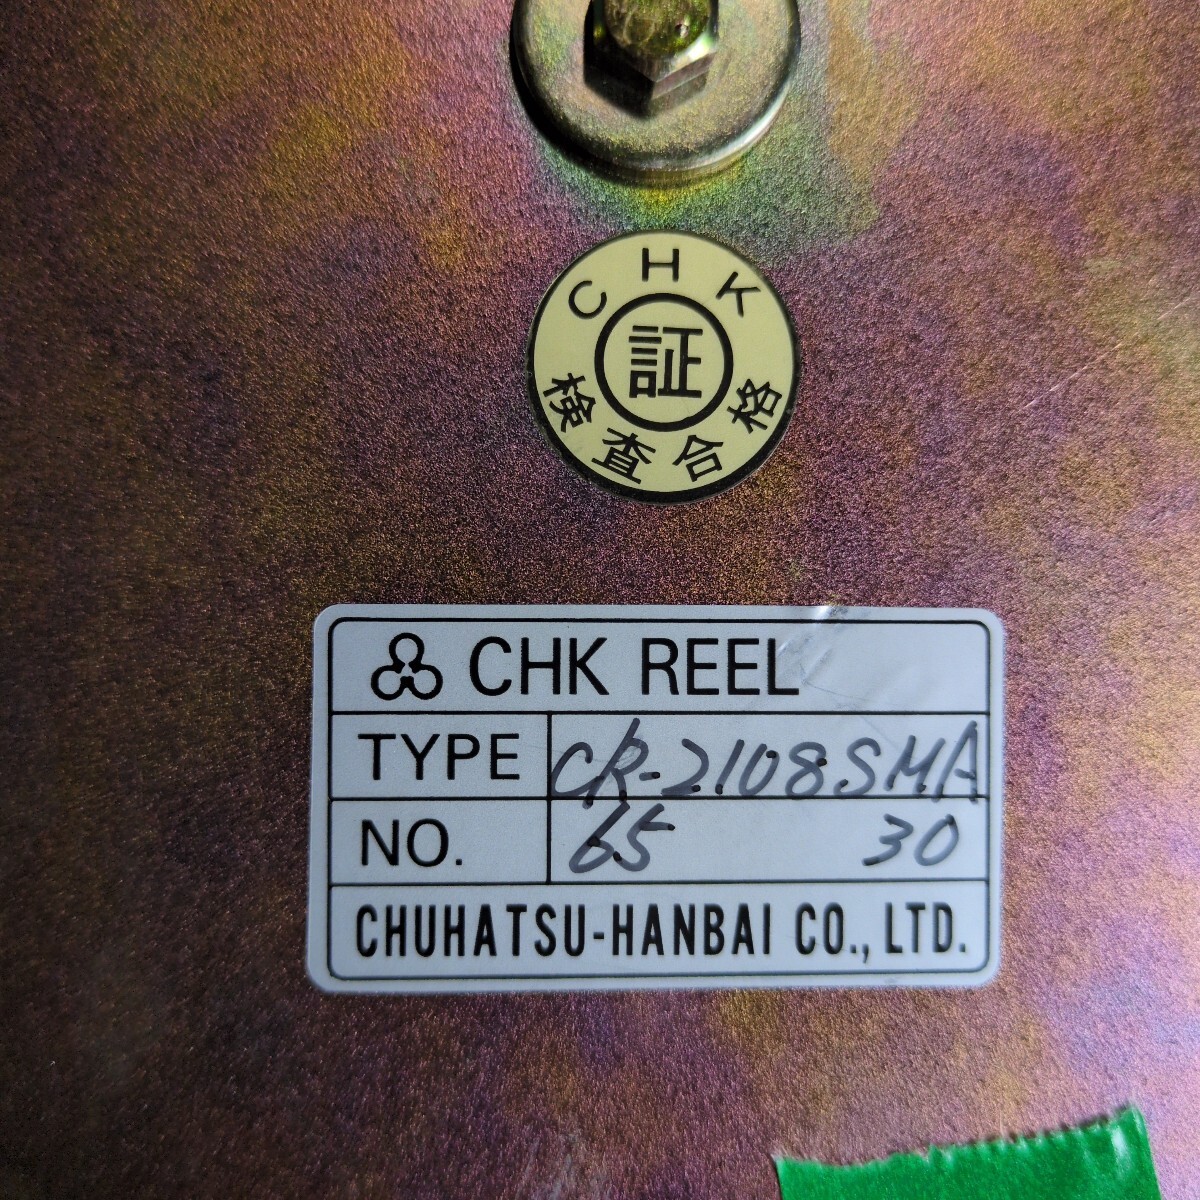 CHK
証
検査合格
CHK REEL
TYPE CR-2108SMA
NO. 65 30
CHUHATSU-HANBAI CO., LTD.